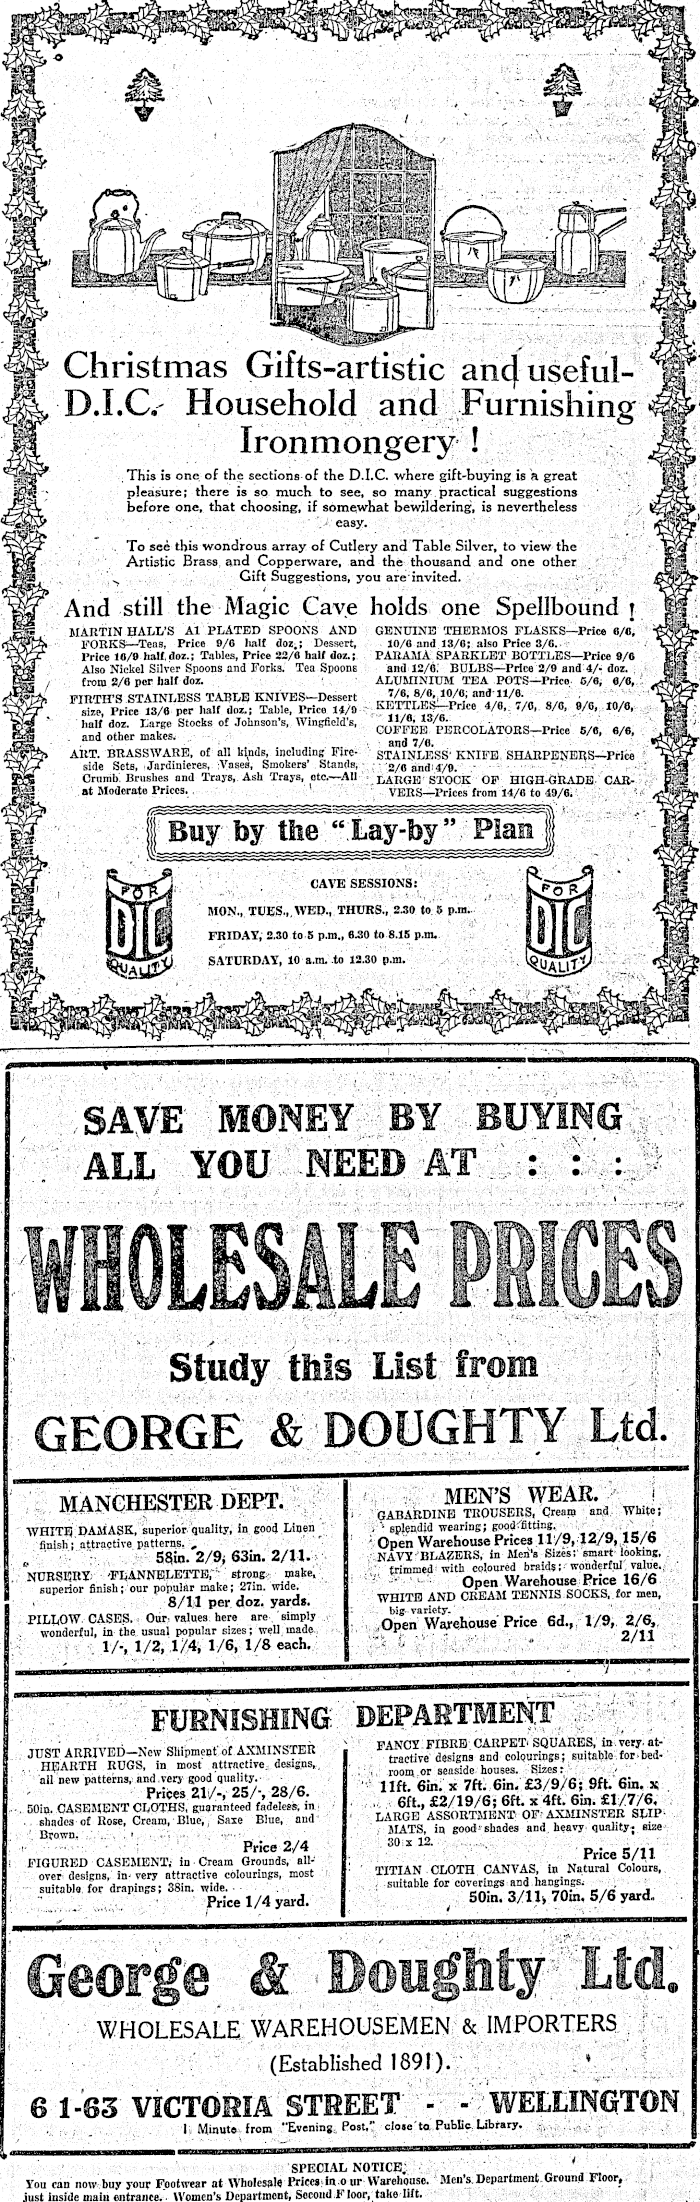 Christmas Gifts-artistic and useful-
D.I.C. Household and Furnishing
Ironmongery !
This is one of the sections of the D.I.C. where gift-buying is a great
pleasure; there is so much to see, so many practical suggestions
before one, that choosing, if somewhat bewildering, is nevertheless
easy.
To see this wondrous array of Cutlery and Table Silver, to view the
Artistic Brass and Copperware, and the thousand and one other
Gift Suggestions, you are invited.
And still the Magic Cave holds one Spellbound !
MARTIN HALL'S A1 PLATED SPOONS AND
FORKS—Teas, Price 9/6 half doz.; Dessert,
Price 16/9 half doz.; Tables, Price 22/6 half doz.;
Also Nickel Silver Spoons and Forks. Tea Spoons
from 2/6 per half doz.
FIRTH'S STAINLESS TABLE KNIVES—Dessert
size, Price 13/6 per half doz.; Table, Price 14/9
half doz. Large Stocks of Johnson's, Wingfield's,
and other makes.
ART. BRASSWARE, of all kinds, including Fire-
side Sets, Jardinieres, Vases, Smokers' Stands,
Crumb Brushes and Trays, Ash Trays, etc.—All
at Moderate Prices.
GENUINE THERMOS FLASKS—Price 6/6,
10/6 and 13/6; also Price 3/6.
PARAMA SPARKLET BOTTLES—Price 9/6
and 12/6. BULBS—Price 2/9 and 4/- doz.
ALUMINIUM TEA POTS—Price 5/6, 6/6,
7/6, 8/6, 10/6; and 11/6.
KETTLES—Price 4/6, 7/6, 8/6, 9/6, 10/6,
11/6, 13/6.
COFFEE PERCOLATORS—Price 5/6, 6/6,
and 7/6.
STAINLESS KNIFE SHARPENERS—Price
2/6 and 4/9.
LARGE STOCK OF HIGH-GRADE CAR-
VERS—Prices from 14/6 to 49/6.
Buy by the "Lay-by" Plan
FOR
DIC
QUALITY
CAVE SESSIONS:
MON., TUES., WED., THURS., 2.30 to 5 p.m.
FRIDAY, 2.30 to 5 p.m., 6.30 to 8.15 p.m.
SATURDAY, 10 a.m. to 12.30 p.m.
FOR
DIC
QUALITY
SAVE MONEY BY BUYING
ALL YOU NEED AT : : :
WHOLESALE PRICES
Study this List from
GEORGE & DOUGHTY Ltd.
MANCHESTER DEPT.
WHITE DAMASK, superior quality, in good Linen
finish; attractive patterns.
58in. 2/9, 63in. 2/11.
NURSERY FLANNELETTE, strong make,
superior finish; our popular make; 27in. wide.
8/11 per doz. yards.
PILLOW CASES. Our values here are simply
wonderful, in the usual popular sizes; well made
1/-, 1/2, 1/4, 1/6, 1/8 each.
MEN'S WEAR.
GABARDINE TROUSERS, Cream and White;
splendid wearing; good fitting.
Open Warehouse Prices 11/9, 12/9, 15/6
NAVY BLAZERS, in Men's Sizes; smart looking,
trimmed with coloured braids; wonderful value.
Open Warehouse Price 16/6
WHITE AND CREAM TENNIS SOCKS, for men,
big variety.
Open Warehouse Price 6d., 1/9, 2/6,
2/11
FURNISHING DEPARTMENT
JUST ARRIVED—New Shipment of AXMINSTER
HEARTH RUGS, in most attractive designs,
all new patterns, and very good quality.
Prices 21/-, 25/-, 28/6.
50in. CASEMENT CLOTHS, guaranteed fadeless, in
shades of Rose, Cream, Blue, Saxe Blue, and
Brown.
Price 2/4
FIGURED CASEMENT, in Cream Grounds, all-
over designs, in very attractive colourings, most
suitable for drapings; 38in. wide.
Price 1/4 yard.
FANCY FIBRE CARPET SQUARES, in very at-
tractive designs and colourings; suitable for bed-
room or seaside houses. Sizes:
11ft. 6in. x 7ft. 6in. £3/9/6; 9ft. 6in. x
6ft., £2/19/6; 6ft. x 4ft. 6in. £1/7/6.
LARGE ASSORTMENT OF AXMINSTER SLIP
MATS, in good shades and heavy quality; size
30 x 12.
Price 5/11
TITIAN CLOTH CANVAS, in Natural Colours,
suitable for coverings and hangings.
50in. 3/11, 70in. 5/6 yard.
George & Doughty Ltd.
WHOLESALE WAREHOUSEMEN & IMPORTERS
(Established 1891).
61-63 VICTORIA STREET - - WELLINGTON
1 Minute from "Evening Post," close to Public Library.
SPECIAL NOTICE.
You can now buy your Footwear at Wholesale Prices in our Warehouse. Men's Department Ground Floor,
just inside main entrance. Women's Department, Second Floor, take lift.